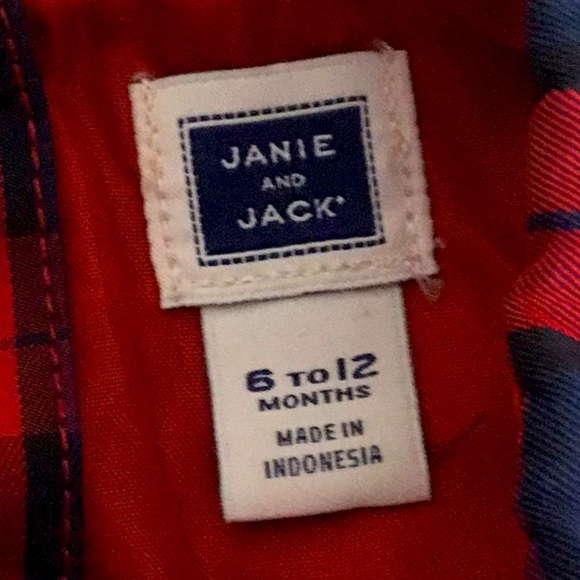 JANIE
AND
JACK
6 TO 12
MONTHS
MADE IN
INDONESIA